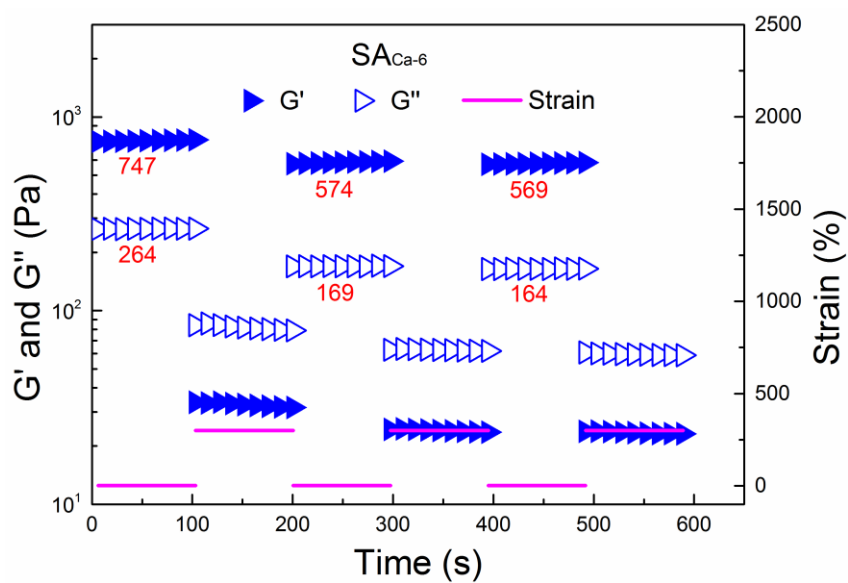 SACa-6
G' G'' Strain
G' and G'' (Pa)
10³
10²
10¹
747
264
574
169
569
164
2500
2000
1500
1000
500
0
Strain (%)
0 100 200 300 400 500 600
Time (s)